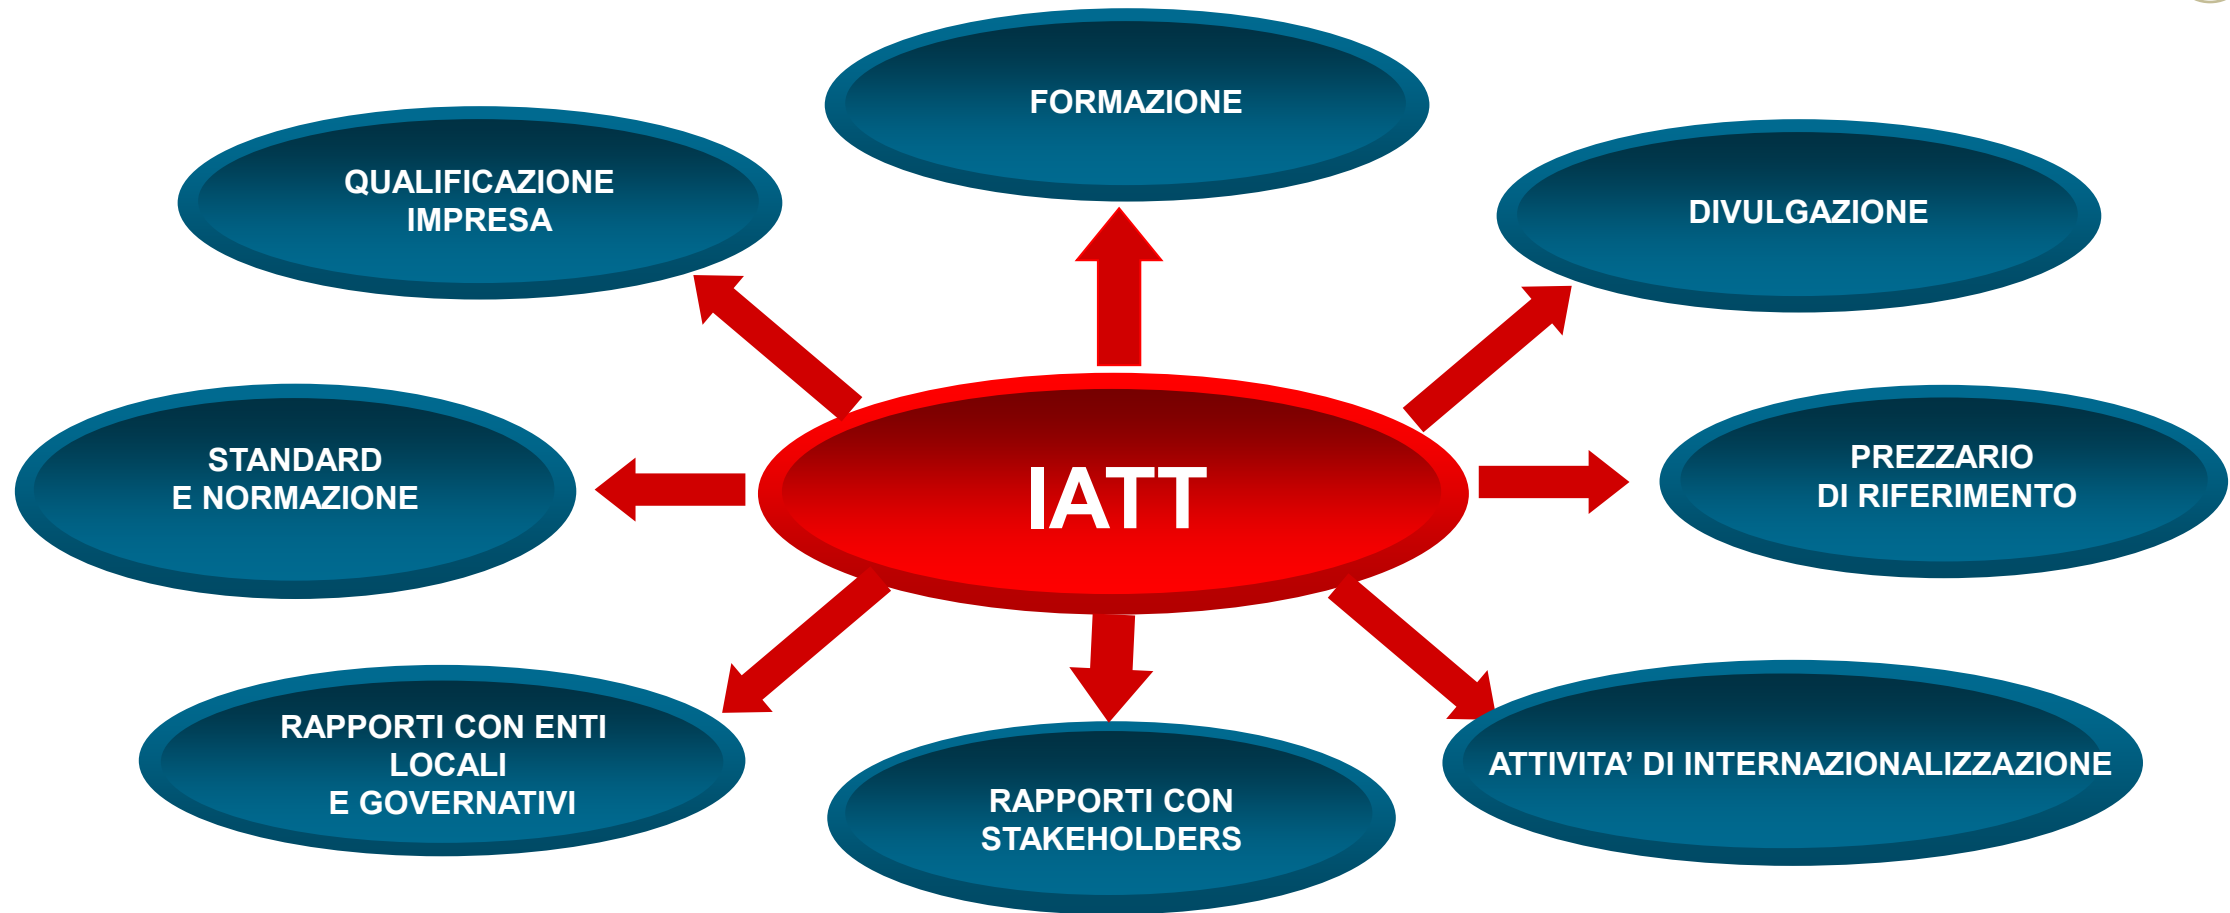 FORMAZIONE
QUALIFICAZIONE
IMPRESA
DIVULGAZIONE
STANDARD
E NORMAZIONE
IATT
PREZZARIO
DI RIFERIMENTO
RAPPORTI CON ENTI
LOCALI
E GOVERNATIVI
RAPPORTI CON
STAKEHOLDERS
ATTIVITA’ DI INTERNAZIONALIZZAZIONE